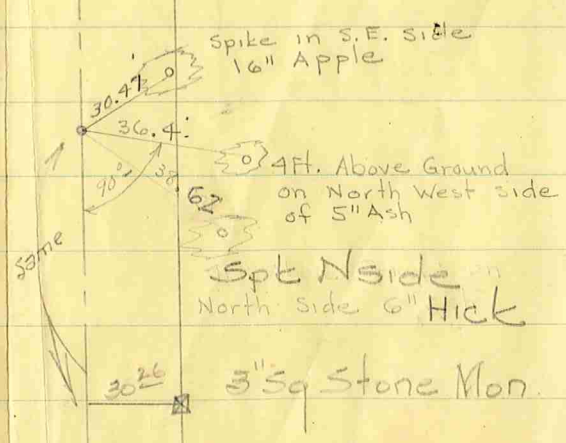 Spike in S.E. Side
16" Apple
30.47
36.4'
4Ft. Above Ground
on North West side
of 5" Ash
90°
38.62
Same
Spk N side on
North Side 6" Hick
30 26
3" Sq Stone Mon.